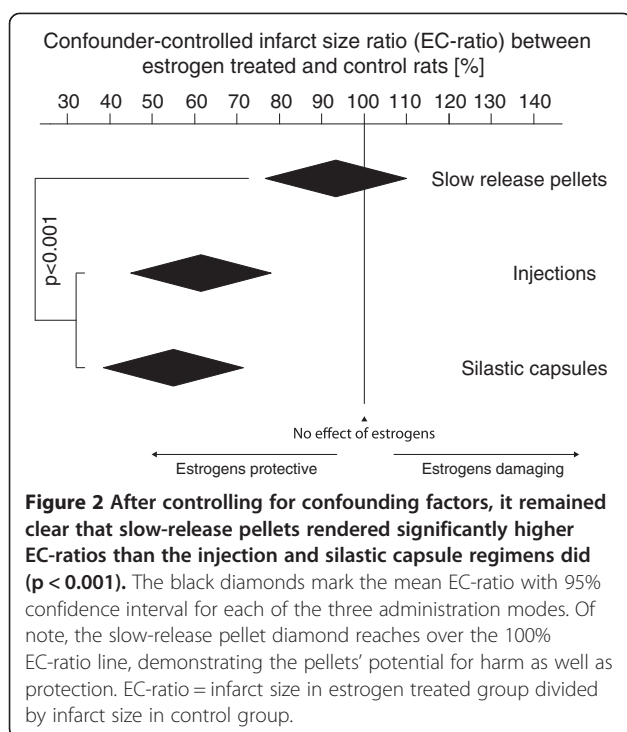 Confounder-controlled infarct size ratio (EC-ratio) between
estrogen treated and control rats [%]
30 40 50 60 70 80 90 100 110 120 130 140
Slow release pellets
p<0.001
Injections
Silastic capsules
No effect of estrogens
Estrogens protective
Estrogens damaging
Figure 2 After controlling for confounding factors, it remained
clear that slow-release pellets rendered significantly higher
EC-ratios than the injection and silastic capsule regimens did
(p < 0.001). The black diamonds mark the mean EC-ratio with 95%
confidence interval for each of the three administration modes. Of
note, the slow-release pellet diamond reaches over the 100%
EC-ratio line, demonstrating the pellets' potential for harm as well as
protection. EC-ratio = infarct size in estrogen treated group divided
by infarct size in control group.